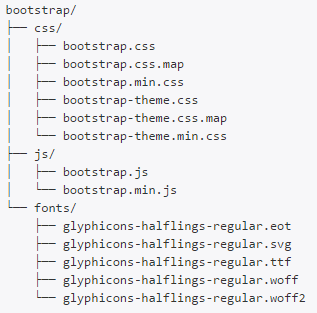 bootstrap/
├── css/
│   ├── bootstrap.css
│   ├── bootstrap.css.map
│   ├── bootstrap.min.css
│   ├── bootstrap-theme.css
│   ├── bootstrap-theme.css.map
│   └── bootstrap-theme.min.css
├── js/
│   ├── bootstrap.js
│   └── bootstrap.min.js
└── fonts/
    ├── glyphicons-halflings-regular.eot
    ├── glyphicons-halflings-regular.svg
    ├── glyphicons-halflings-regular.ttf
    ├── glyphicons-halflings-regular.woff
    └── glyphicons-halflings-regular.woff2